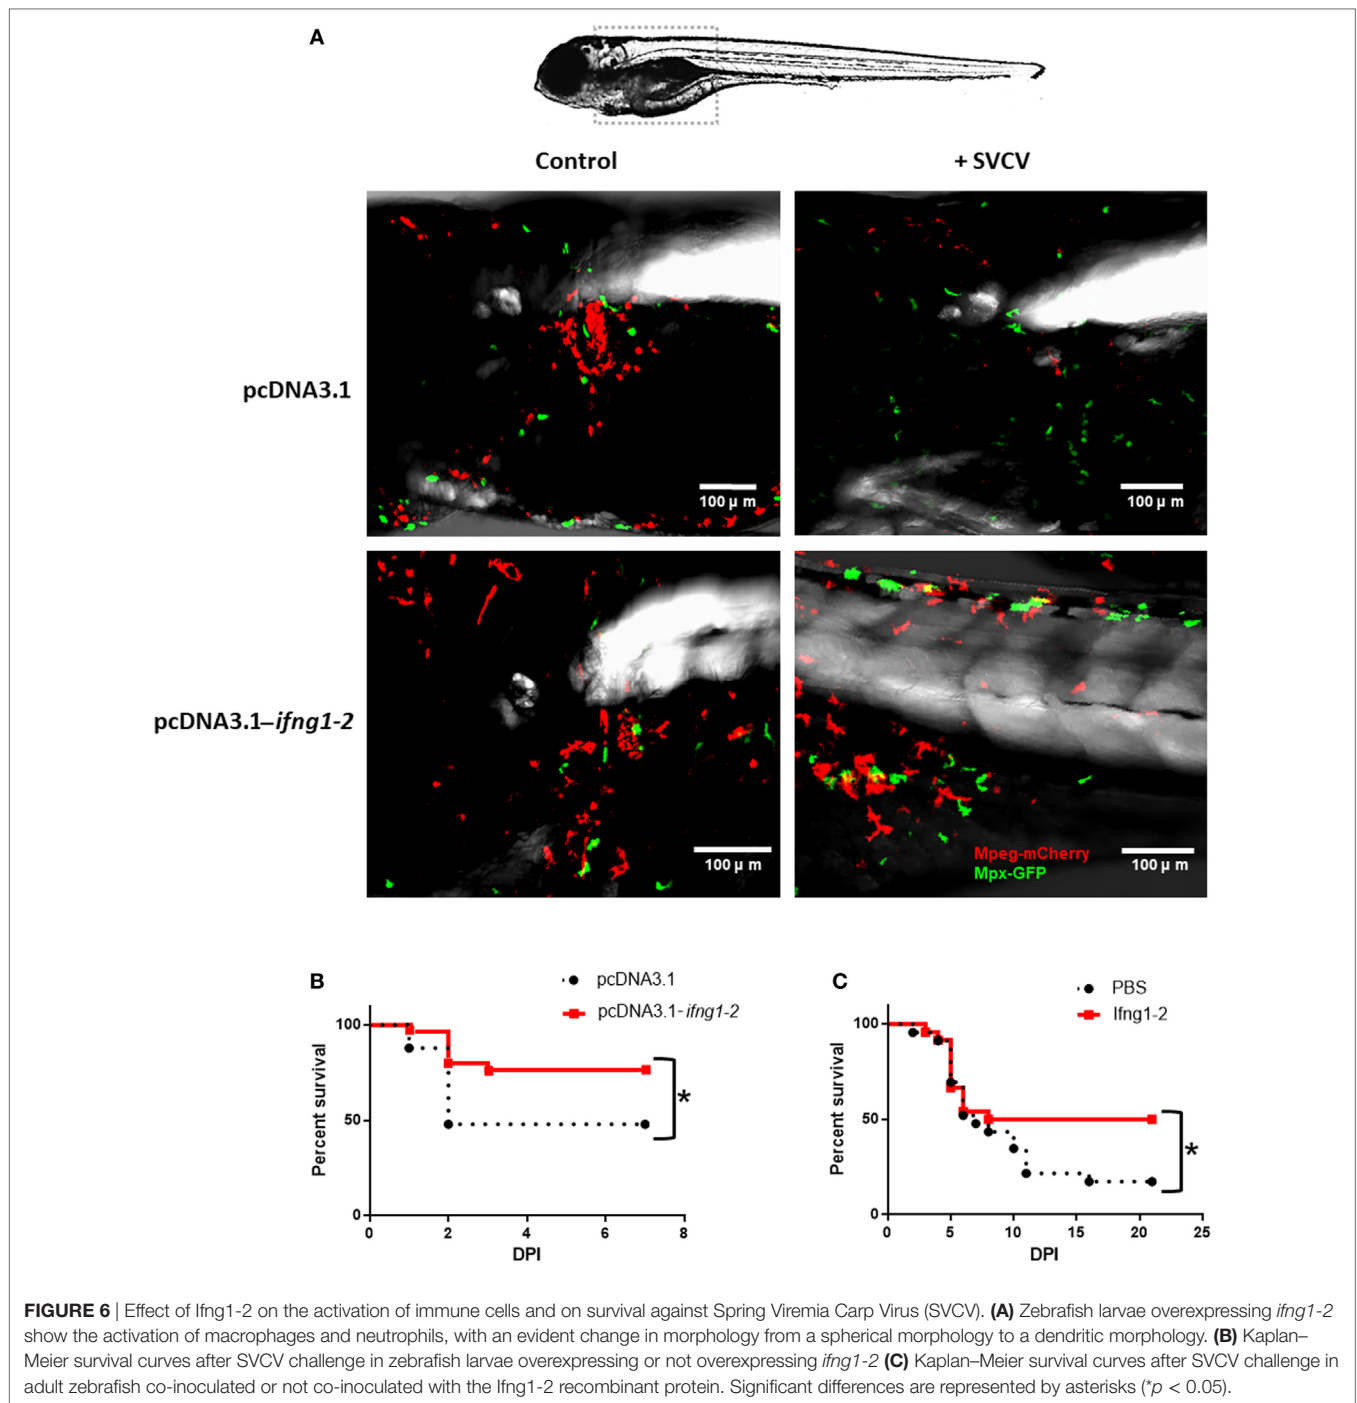 A
Control
+ SVCV
pcDNA3.1
100 µ m
100 µ m
pcDNA3.1–ifng1-2
100 µ m
Mpeg-mCherry
Mpx-GFP
100 µ m
B
pcDNA3.1
pcDNA3.1-ifng1-2
Percent survival
100
50
0
0 2 4 6 8
DPI
*
C
PBS
Ifng1-2
Percent survival
100
50
0
0 5 10 15 20 25
DPI
*
FIGURE 6 | Effect of Ifng1-2 on the activation of immune cells and on survival against Spring Viremia Carp Virus (SVCV). (A) Zebrafish larvae overexpressing ifng1-2
show the activation of macrophages and neutrophils, with an evident change in morphology from a spherical morphology to a dendritic morphology. (B) Kaplan–
Meier survival curves after SVCV challenge in zebrafish larvae overexpressing or not overexpressing ifng1-2 (C) Kaplan–Meier survival curves after SVCV challenge in
adult zebrafish co-inoculated or not co-inoculated with the Ifng1-2 recombinant protein. Significant differences are represented by asterisks (*p < 0.05).